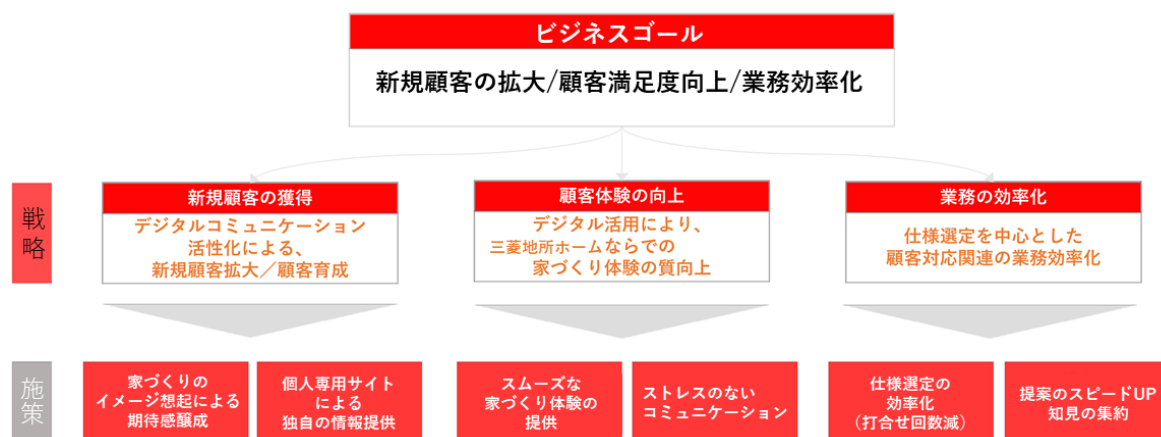 ビジネスゴール
新規顧客の拡大/顧客満足度向上/業務効率化
戦略
新規顧客の獲得
デジタルコミュニケーション
活性化による、
新規顧客拡大／顧客育成
顧客体験の向上
デジタル活用により、
三菱地所ホームならでの
家づくり体験の質向上
業務の効率化
仕様選定を中心とした
顧客対応関連の業務効率化
施策
家づくりの
イメージ想起による
期待感醸成
個人専用サイト
による
独自の情報提供
スムーズな
家づくり体験の
提供
ストレスのない
コミュニケーション
仕様選定の
効率化
（打合せ回数減）
提案のスピードUP
知見の集約